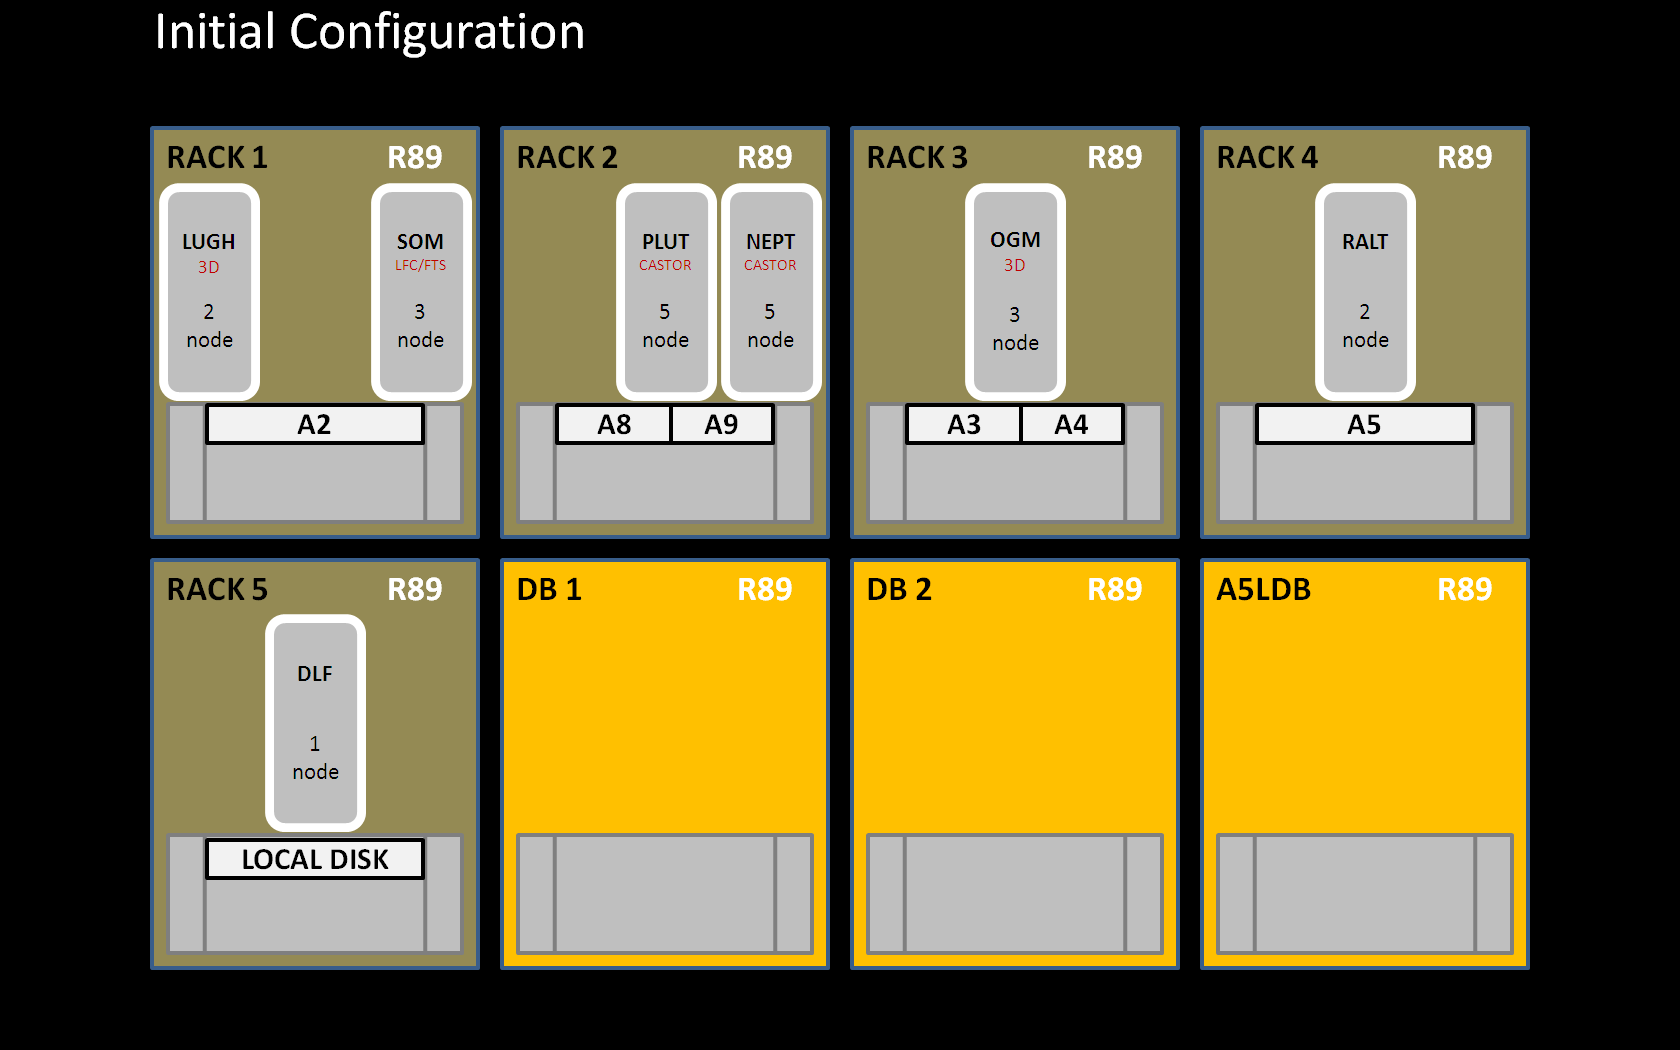 Initial Configuration
RACK 1 R89
LUGH
3D
2
node
SOM
LFC/FTS
3
node
A2
RACK 2 R89
PLUT
CASTOR
5
node
NEPT
CASTOR
5
node
A8 A9
RACK 3 R89
OGM
3D
3
node
A3 A4
RACK 4 R89
RALT
2
node
A5
RACK 5 R89
DLF
1
node
LOCAL DISK
DB 1 R89
DB 2 R89
A5LDB R89